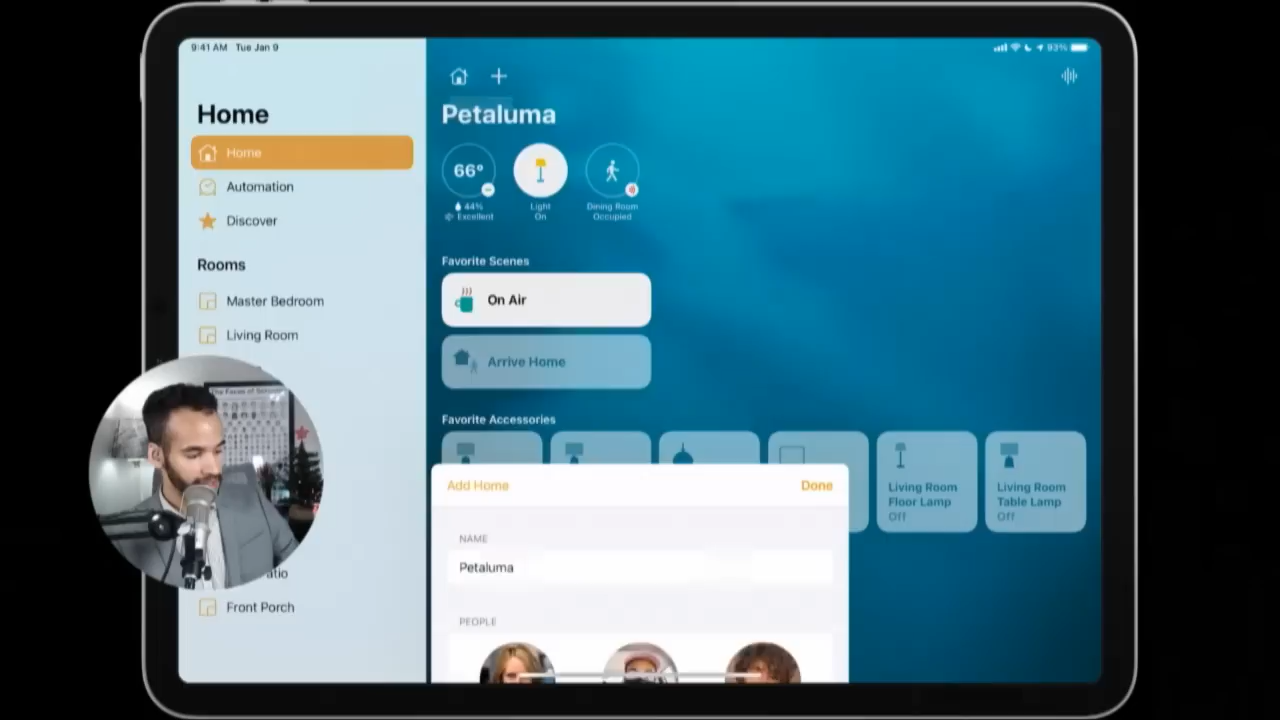 9:41 AM Tue Jan 9
93%
Home
Home
Automation
Discover
Rooms
Master Bedroom
Living Room
atio
Front Porch
Petaluma
66°
44%
Excellent
Light
On
Dining Room
Occupied
Favorite Scenes
On Air
Arrive Home
Favorite Accessories
Living Room
Floor Lamp
Off
Living Room
Table Lamp
Off
Add Home
Done
NAME
Petaluma
PEOPLE